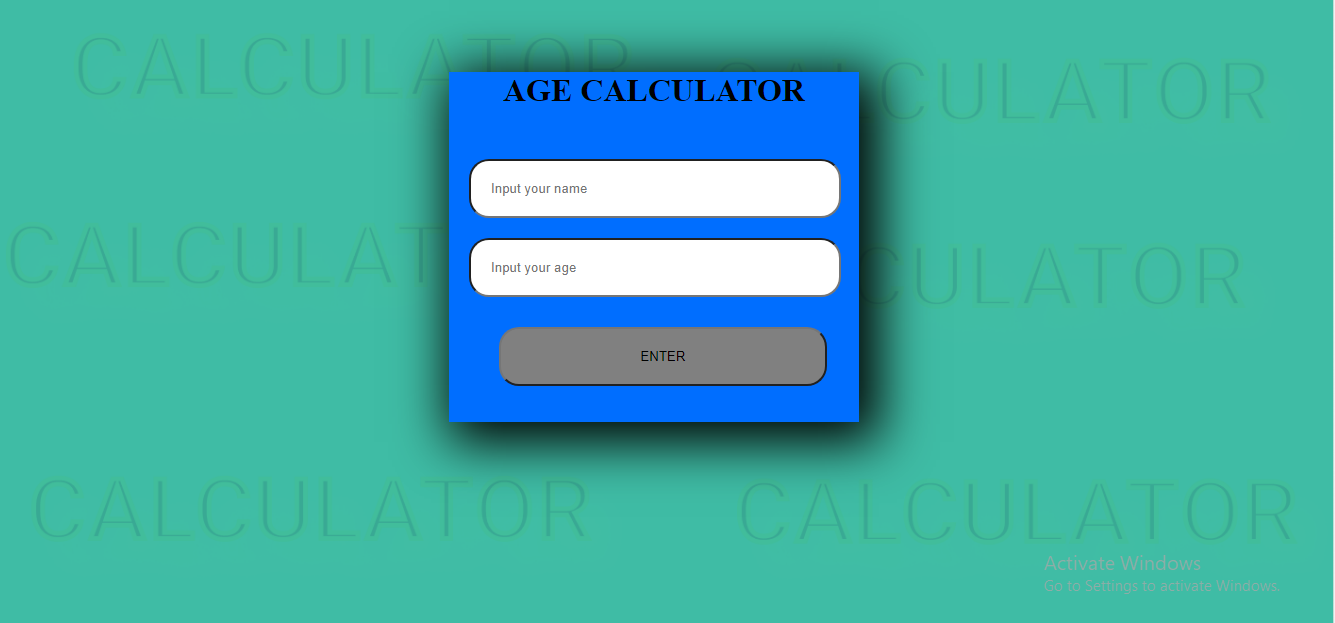 CALCULATOR
CULATOR
AGE CALCULATOR
Input your name
CALCULAT
CULATOR
Input your age
ENTER
CALCULATOR
CALCULATOR
Activate Windows
Go to Settings to activate Windows.